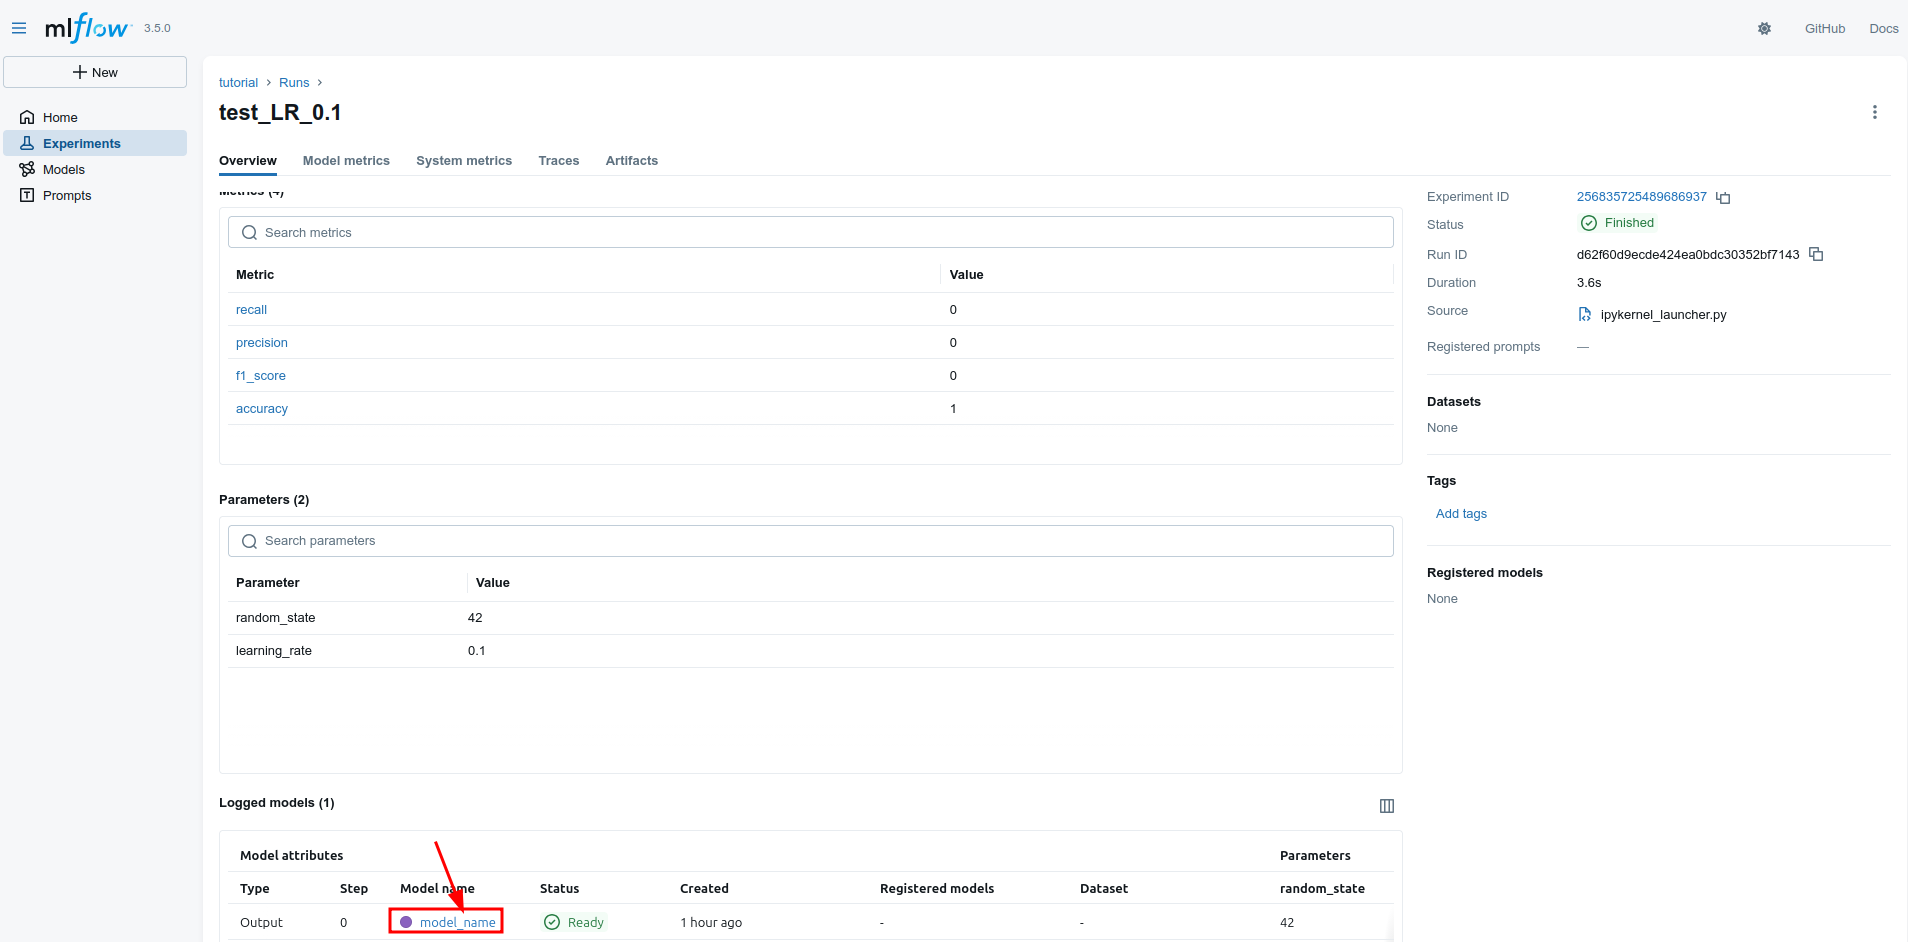 mlflow 3.5.0 GitHub Docs
New
Home
Experiments
Models
Prompts
tutorial › Runs ›
test_LR_0.1
Overview Model metrics System metrics Traces Artifacts
Metrics (4)
Search metrics
Metric Value
recall 0
precision 0
f1_score 0
accuracy 1
Parameters (2)
Search parameters
Parameter Value
random_state 42
learning_rate 0.1
Logged models (1)
Model attributes Parameters
Type Step Model name Status Created Registered models Dataset random_state
Output 0 model_name Ready 1 hour ago - - 42
Experiment ID 256835725489686937
Status Finished
Run ID d62f60d9ecde424ea0bdc30352bf7143
Duration 3.6s
Source ipykernel_launcher.py
Registered prompts —
Datasets
None
Tags
Add tags
Registered models
None